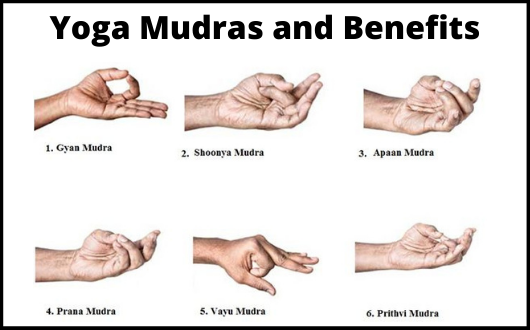 Yoga Mudras and Benefits
1. Gyan Mudra
2. Shoonya Mudra
3. Apaan Mudra
4. Prana Mudra
5. Vayu Mudra
6. Prithvi Mudra